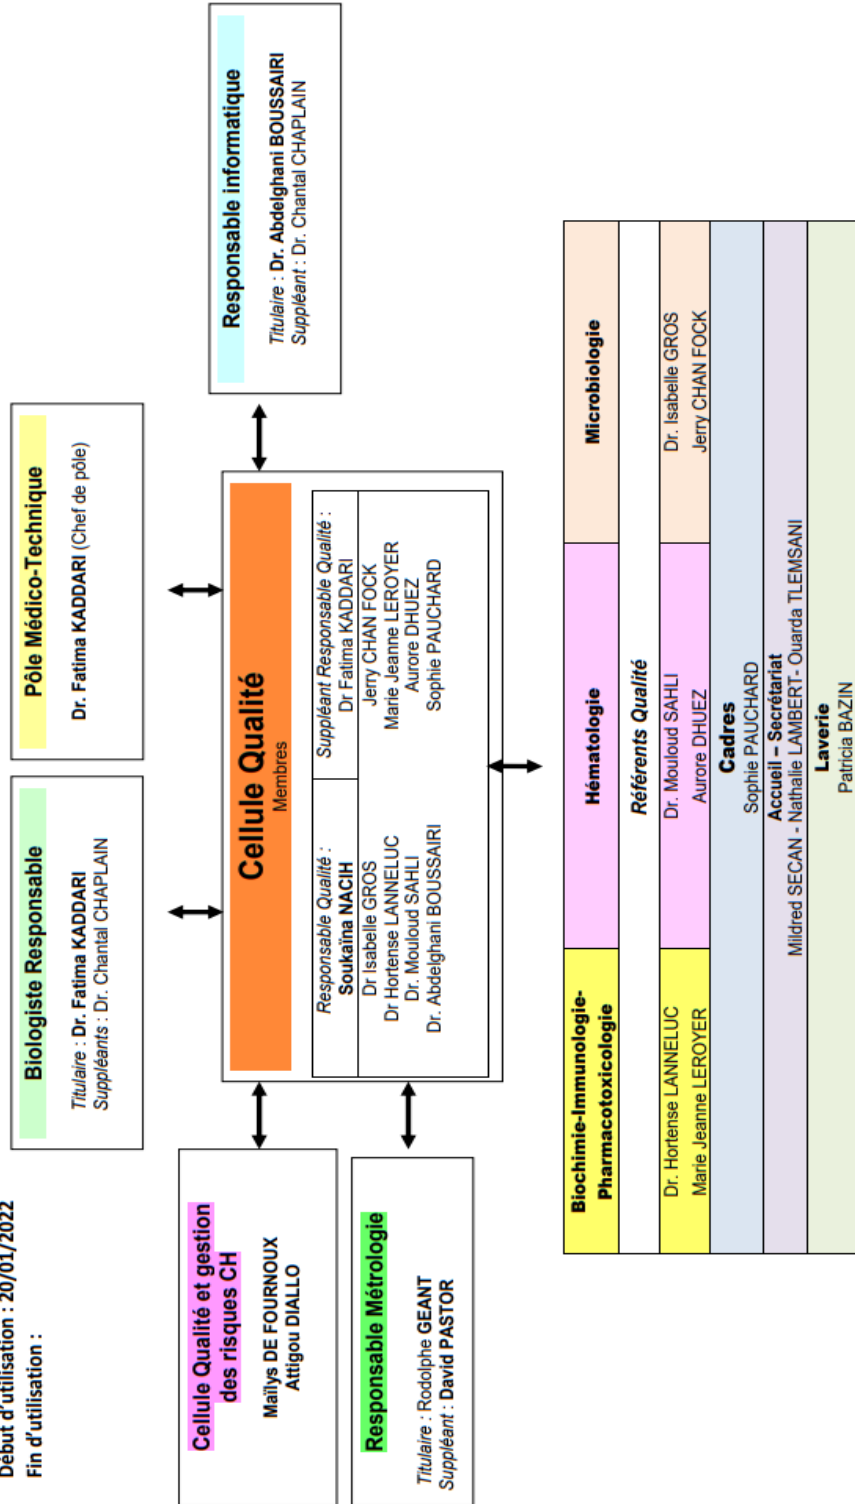 Début d'utilisation : 20/01/2022
Fin d'utilisation :
Biologiste Responsable
Titulaire : Dr. Fatima KADDARI
Suppléants : Dr. Chantal CHAPLAIN
Pôle Médico-Technique
Dr. Fatima KADDARI (Chef de pôle)
Cellule Qualité et gestion
des risques CH
Maïlys DE FOURNOUX
Attigou DIALLO
Responsable Métrologie
Titulaire : Rodolphe GEANT
Suppléant : David PASTOR
Cellule Qualité
Membres
Responsable Qualité :
Soukaïna NACIH
Dr Isabelle GROS
Dr Hortense LANNELUC
Dr. Mouloud SAHLI
Dr. Abdelghani BOUSSAIRI
Suppléant Responsable Qualité :
Dr Fatima KADDARI
Jerry CHAN FOCK
Marie Jeanne LEROYER
Aurore DHUEZ
Sophie PAUCHARD
Responsable informatique
Titulaire : Dr. Abdelghani BOUSSAIRI
Suppléant : Dr. Chantal CHAPLAIN
Biochimie-Immunologie-
Pharmacotoxicologie
Hématologie
Microbiologie
Référents Qualité
Dr. Hortense LANNELUC
Marie Jeanne LEROYER
Dr. Mouloud SAHLI
Aurore DHUEZ
Dr. Isabelle GROS
Jerry CHAN FOCK
Cadres
Sophie PAUCHARD
Accueil – Secrétariat
Mildred SECAN - Nathalie LAMBERT- Ouarda TLEMSANI
Laverie
Patricia BAZIN